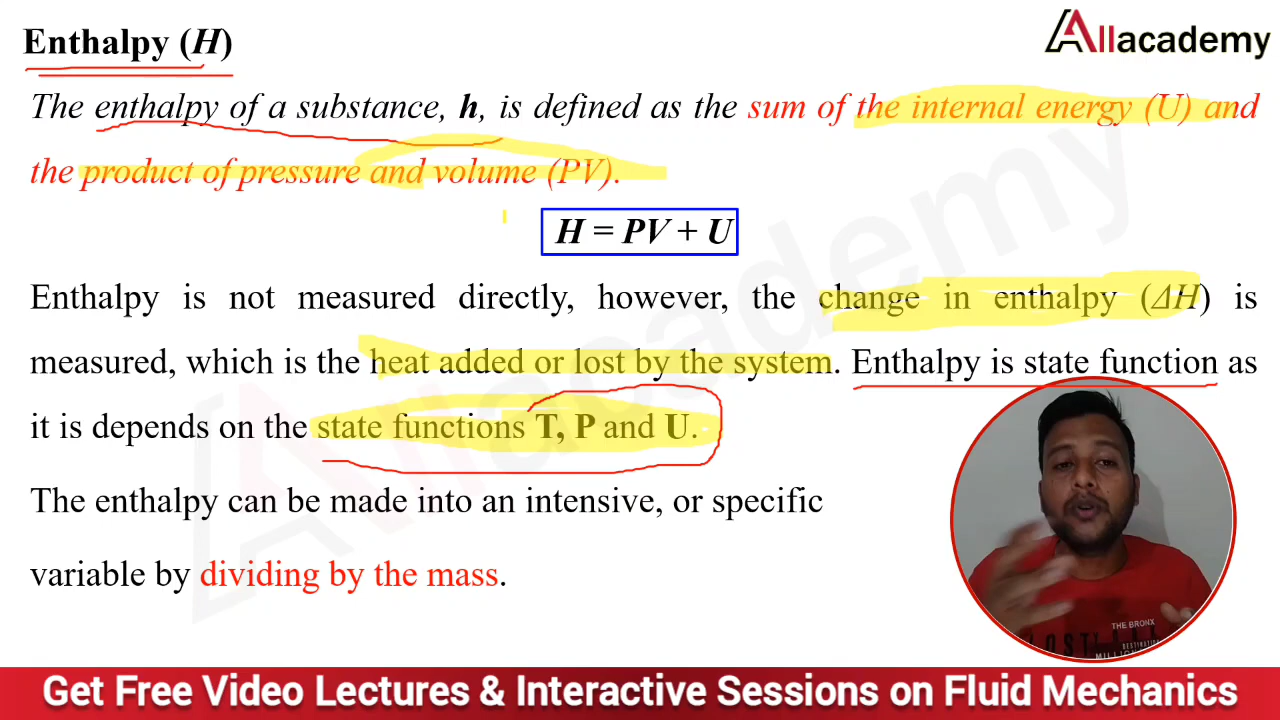 Enthalpy (H)
Allacademy
The enthalpy of a substance, h, is defined as the sum of the internal energy (U) and
the product of pressure and volume (PV).
H = PV + U
Enthalpy is not measured directly, however, the change in enthalpy (ΔH) is
measured, which is the heat added or lost by the system. Enthalpy is state function as
it is depends on the state functions T, P and U.
The enthalpy can be made into an intensive, or specific
variable by dividing by the mass.
THE BRONX
Get Free Video Lectures & Interactive Sessions on Fluid Mechanics